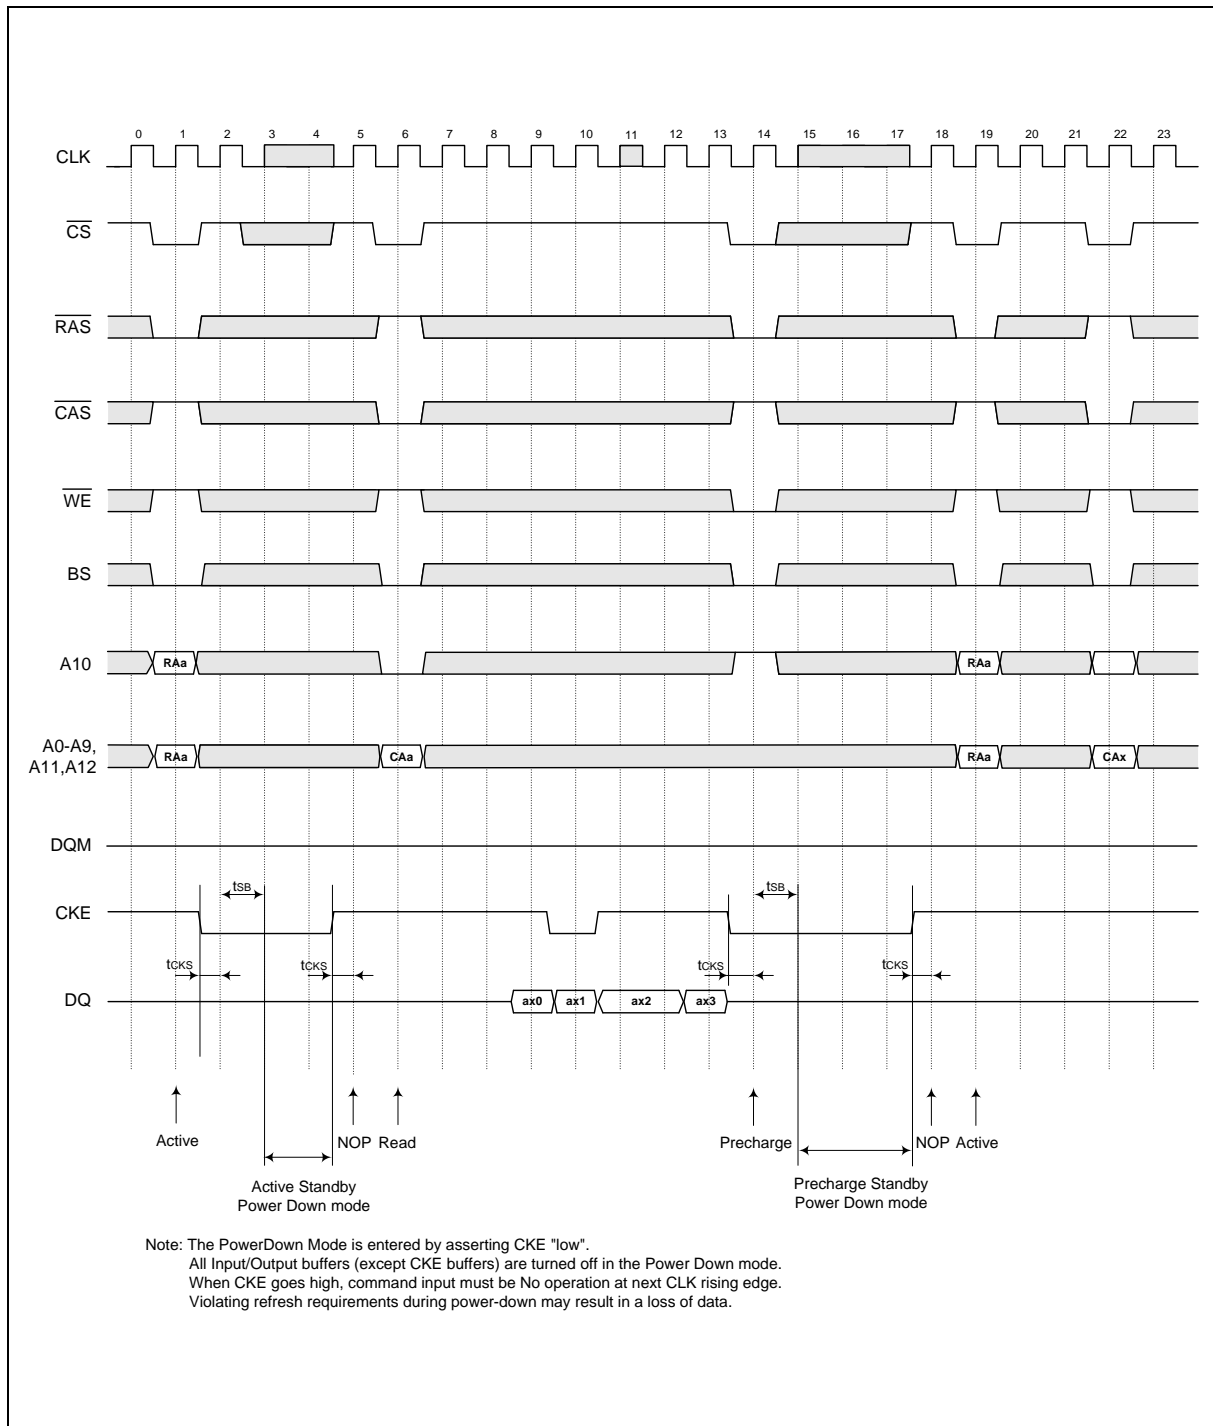 0 1 2 3 4 5 6 7 8 9 10 11 12 13 14 15 16 17 18 19 20 21 22 23
CLK
CS
RAS
CAS
WE
BS
A10 RAa RAa
A0-A9,
A11,A12 RAa CAa RAa CAx
DQM
tSB tSB
CKE
tCKS tCKS tCKS tCKS
DQ ax0 ax1 ax2 ax3
Active NOP Read Precharge NOP Active
Active Standby
Power Down mode
Precharge Standby
Power Down mode
Note: The PowerDown Mode is entered by asserting CKE "low".
All Input/Output buffers (except CKE buffers) are turned off in the Power Down mode.
When CKE goes high, command input must be No operation at next CLK rising edge.
Violating refresh requirements during power-down may result in a loss of data.